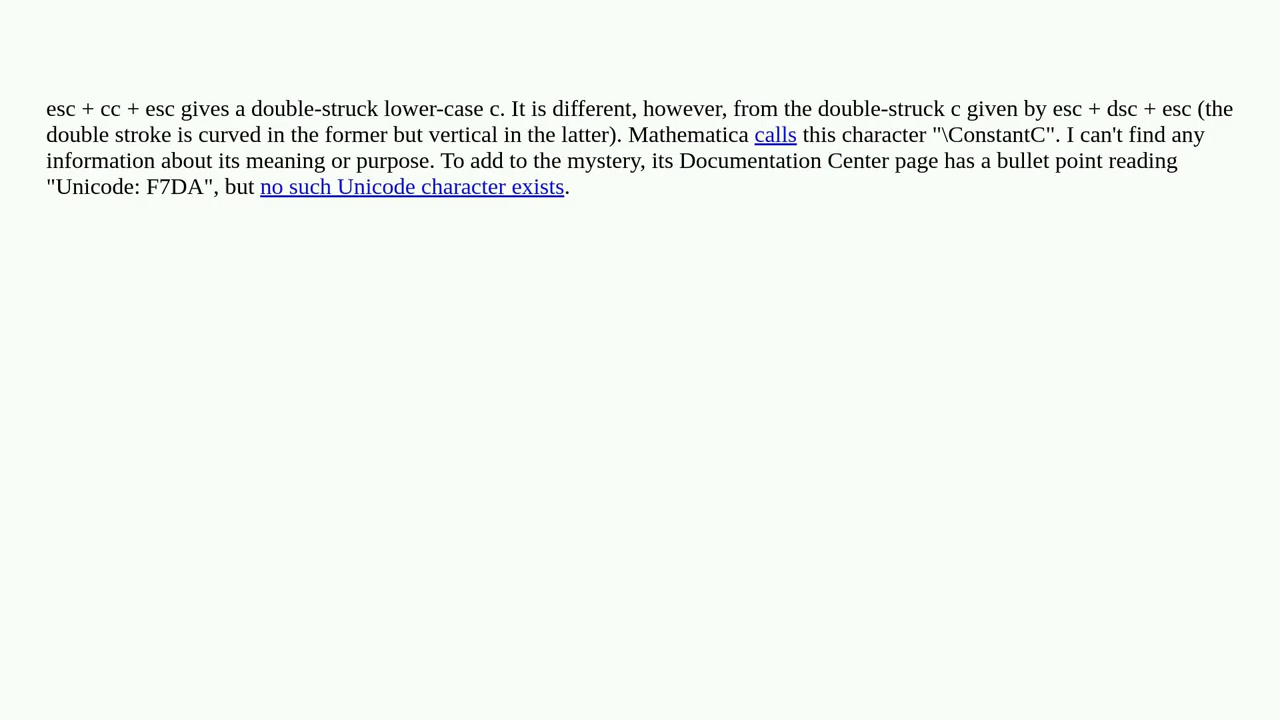 esc + cc + esc gives a double-struck lower-case c. It is different, however, from the double-struck c given by esc + dsc + esc (the
double stroke is curved in the former but vertical in the latter). Mathematica calls this character "\ConstantC". I can't find any
information about its meaning or purpose. To add to the mystery, its Documentation Center page has a bullet point reading
"Unicode: F7DA", but no such Unicode character exists.